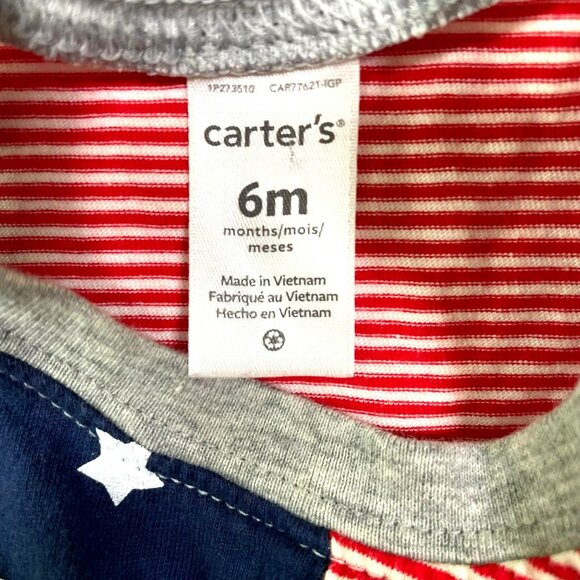 1P273510 CAR77621-IGP
carter's®
6m
months/mois/
meses
Made in Vietnam
Fabriqué au Vietnam
Hecho en Vietnam